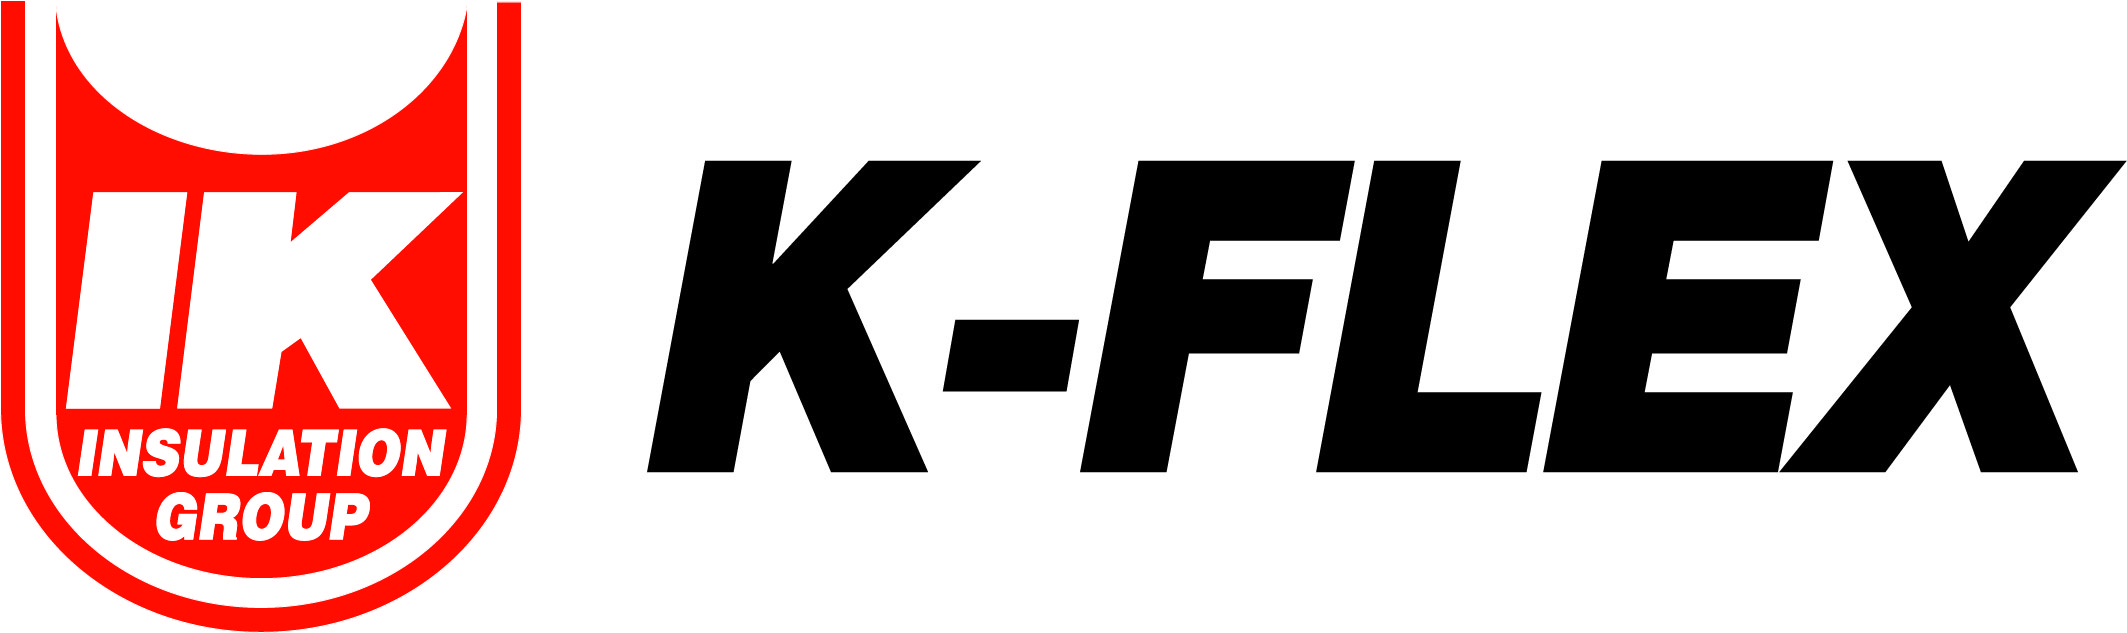 IK
INSULATION
GROUP
K-FLEX